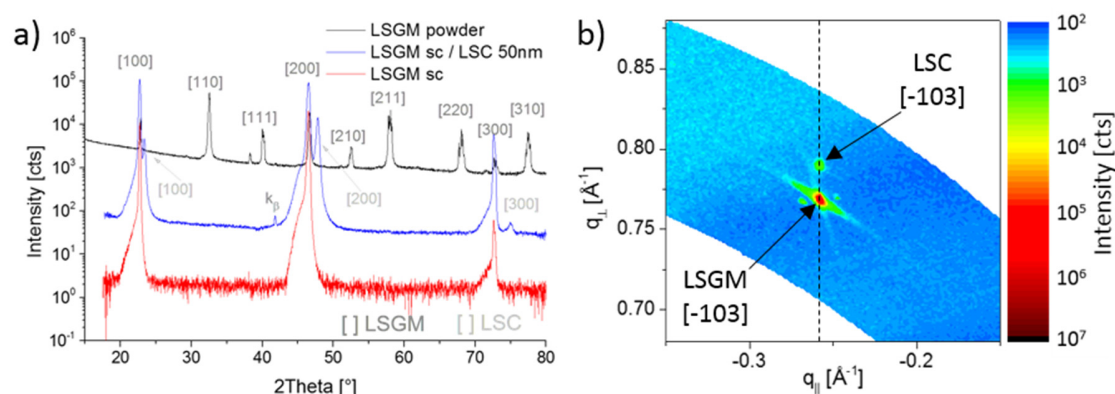 a)
LSGM powder
LSGM sc / LSC 50nm
LSGM sc
[100]
[110]
[111]
[200]
[210]
[211]
[220]
[300]
[310]
[100]
kβ
[200]
[300]
[ ] LSGM [ ] LSC
Intensity [cts]
10^6
10^5
10^4
10^3
10^2
10^1
10^0
10^-1
20 30 40 50 60 70 80
2Theta [°]
b)
LSC
[-103]
LSGM
[-103]
q⊥ [Å^-1]
0.85
0.80
0.75
0.70
-0.3 -0.2
q|| [Å^-1]
10^2
10^3
10^4
10^5
10^6
10^7
Intensity [cts]